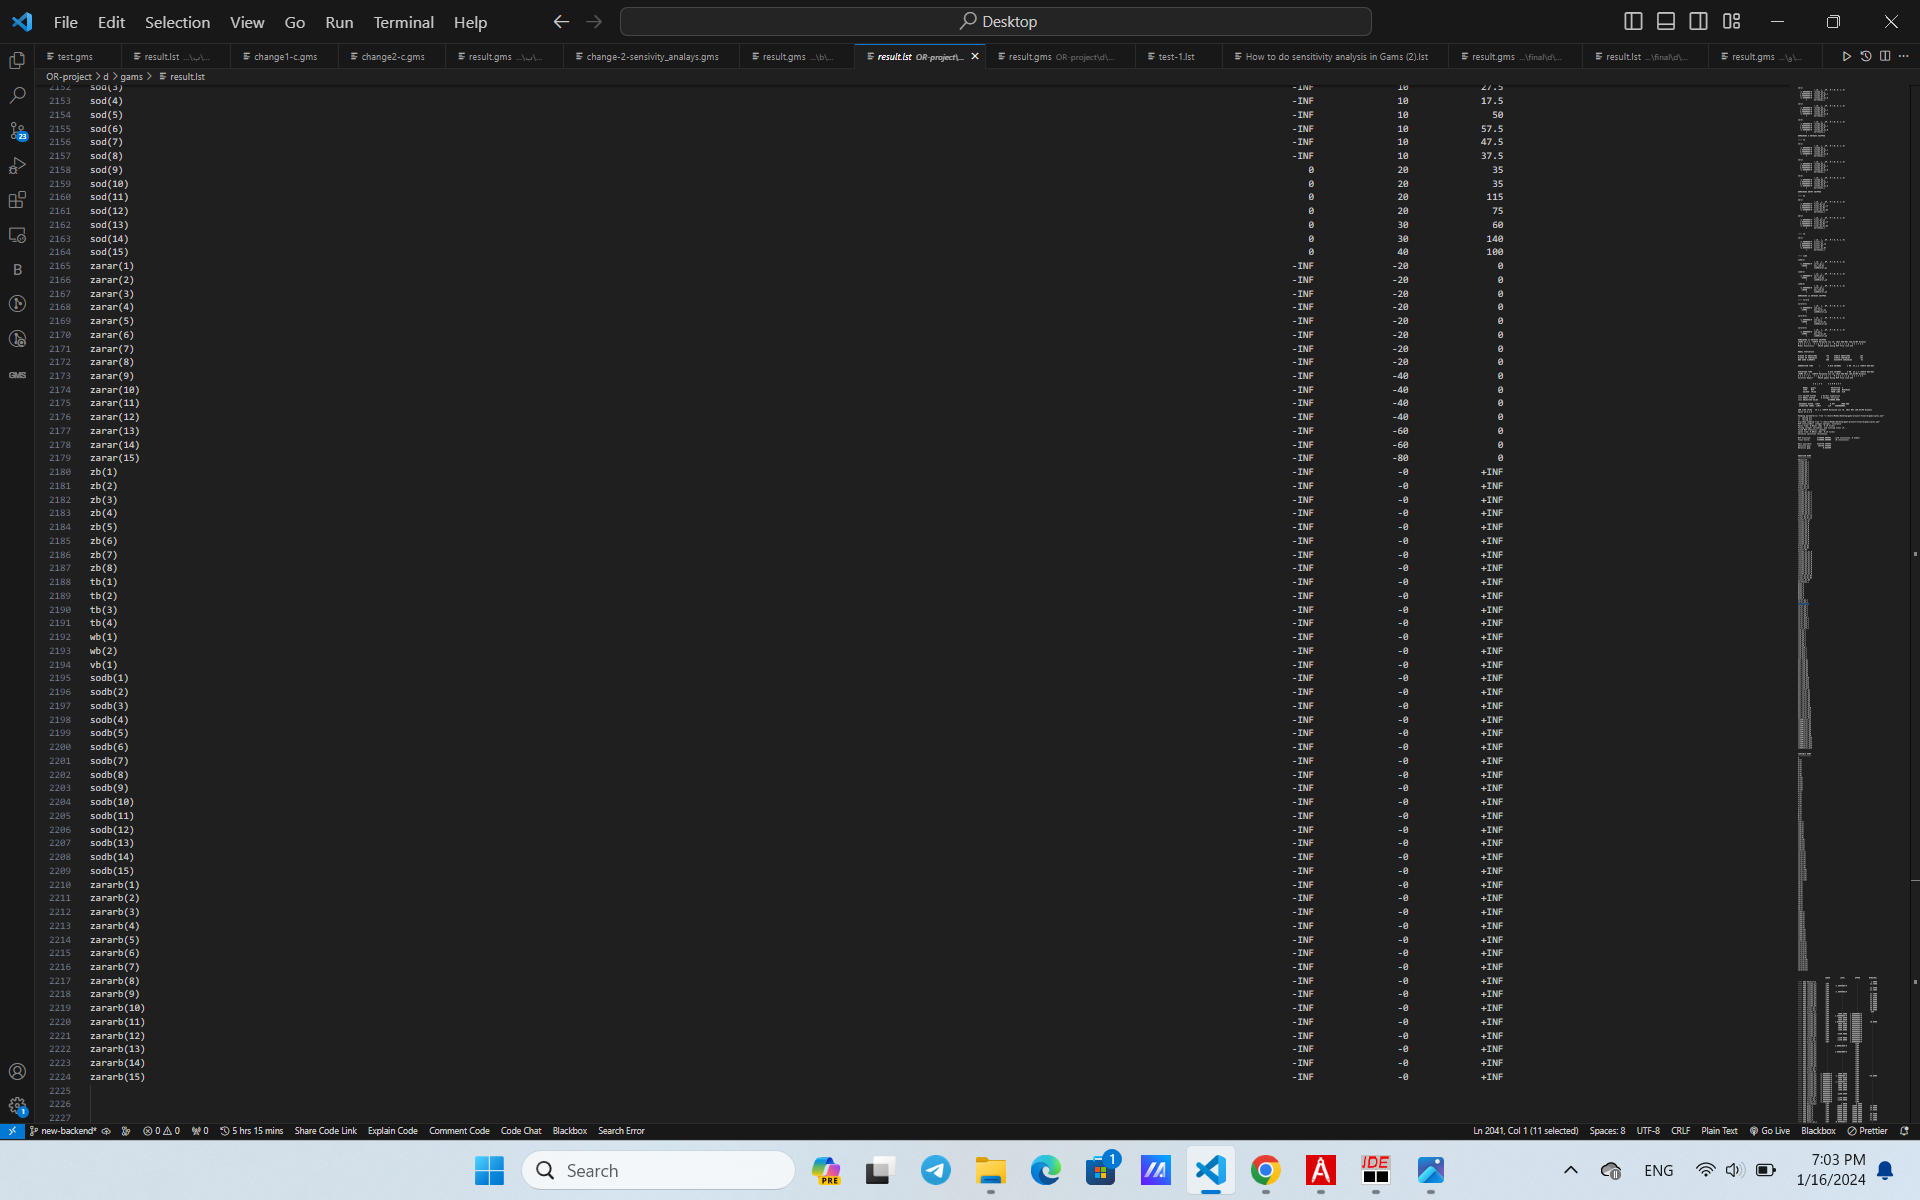 File Edit Selection View Go Run Terminal Help Desktop
test.gms result.lst change1-c.gms change2-c.gms result.gms change-2-sensivity_analays.gms result.gms ...\b\... result.lst OR-project\... result.gms OR-project\d\... test-1.lst How to do sensitivity analysis in Gams (2).lst result.gms ...\final\d\... result.lst ...\final\d\... result.gms
OR-project > d > gams > result.lst
2152 sod(3) -INF 10 27.5
2153 sod(4) -INF 10 17.5
2154 sod(5) -INF 10 50
2155 sod(6) -INF 10 57.5
2156 sod(7) -INF 10 47.5
2157 sod(8) -INF 10 37.5
2158 sod(9) 0 20 35
2159 sod(10) 0 20 35
2160 sod(11) 0 20 115
2161 sod(12) 0 20 75
2162 sod(13) 0 30 60
2163 sod(14) 0 30 140
2164 sod(15) 0 40 100
2165 zarar(1) -INF -20 0
2166 zarar(2) -INF -20 0
2167 zarar(3) -INF -20 0
2168 zarar(4) -INF -20 0
2169 zarar(5) -INF -20 0
2170 zarar(6) -INF -20 0
2171 zarar(7) -INF -20 0
2172 zarar(8) -INF -20 0
2173 zarar(9) -INF -40 0
2174 zarar(10) -INF -40 0
2175 zarar(11) -INF -40 0
2176 zarar(12) -INF -40 0
2177 zarar(13) -INF -60 0
2178 zarar(14) -INF -60 0
2179 zarar(15) -INF -80 0
2180 zb(1) -INF -0 +INF
2181 zb(2) -INF -0 +INF
2182 zb(3) -INF -0 +INF
2183 zb(4) -INF -0 +INF
2184 zb(5) -INF -0 +INF
2185 zb(6) -INF -0 +INF
2186 zb(7) -INF -0 +INF
2187 zb(8) -INF -0 +INF
2188 tb(1) -INF -0 +INF
2189 tb(2) -INF -0 +INF
2190 tb(3) -INF -0 +INF
2191 tb(4) -INF -0 +INF
2192 wb(1) -INF -0 +INF
2193 wb(2) -INF -0 +INF
2194 vb(1) -INF -0 +INF
2195 sodb(1) -INF -0 +INF
2196 sodb(2) -INF -0 +INF
2197 sodb(3) -INF -0 +INF
2198 sodb(4) -INF -0 +INF
2199 sodb(5) -INF -0 +INF
2200 sodb(6) -INF -0 +INF
2201 sodb(7) -INF -0 +INF
2202 sodb(8) -INF -0 +INF
2203 sodb(9) -INF -0 +INF
2204 sodb(10) -INF -0 +INF
2205 sodb(11) -INF -0 +INF
2206 sodb(12) -INF -0 +INF
2207 sodb(13) -INF -0 +INF
2208 sodb(14) -INF -0 +INF
2209 sodb(15) -INF -0 +INF
2210 zararb(1) -INF -0 +INF
2211 zararb(2) -INF -0 +INF
2212 zararb(3) -INF -0 +INF
2213 zararb(4) -INF -0 +INF
2214 zararb(5) -INF -0 +INF
2215 zararb(6) -INF -0 +INF
2216 zararb(7) -INF -0 +INF
2217 zararb(8) -INF -0 +INF
2218 zararb(9) -INF -0 +INF
2219 zararb(10) -INF -0 +INF
2220 zararb(11) -INF -0 +INF
2221 zararb(12) -INF -0 +INF
2222 zararb(13) -INF -0 +INF
2223 zararb(14) -INF -0 +INF
2224 zararb(15) -INF -0 +INF
2225
2226
2227
23
B
GMS
1
new-backend* 0 0 0 5 hrs 15 mins Share Code Link Explain Code Comment Code Code Chat Blackbox Search Error Ln 2041, Col 1 (11 selected) Spaces: 8 UTF-8 CRLF Plain Text Go Live Blackbox Prettier
Search PRE 1 IDE ENG 7:03 PM
1/16/2024